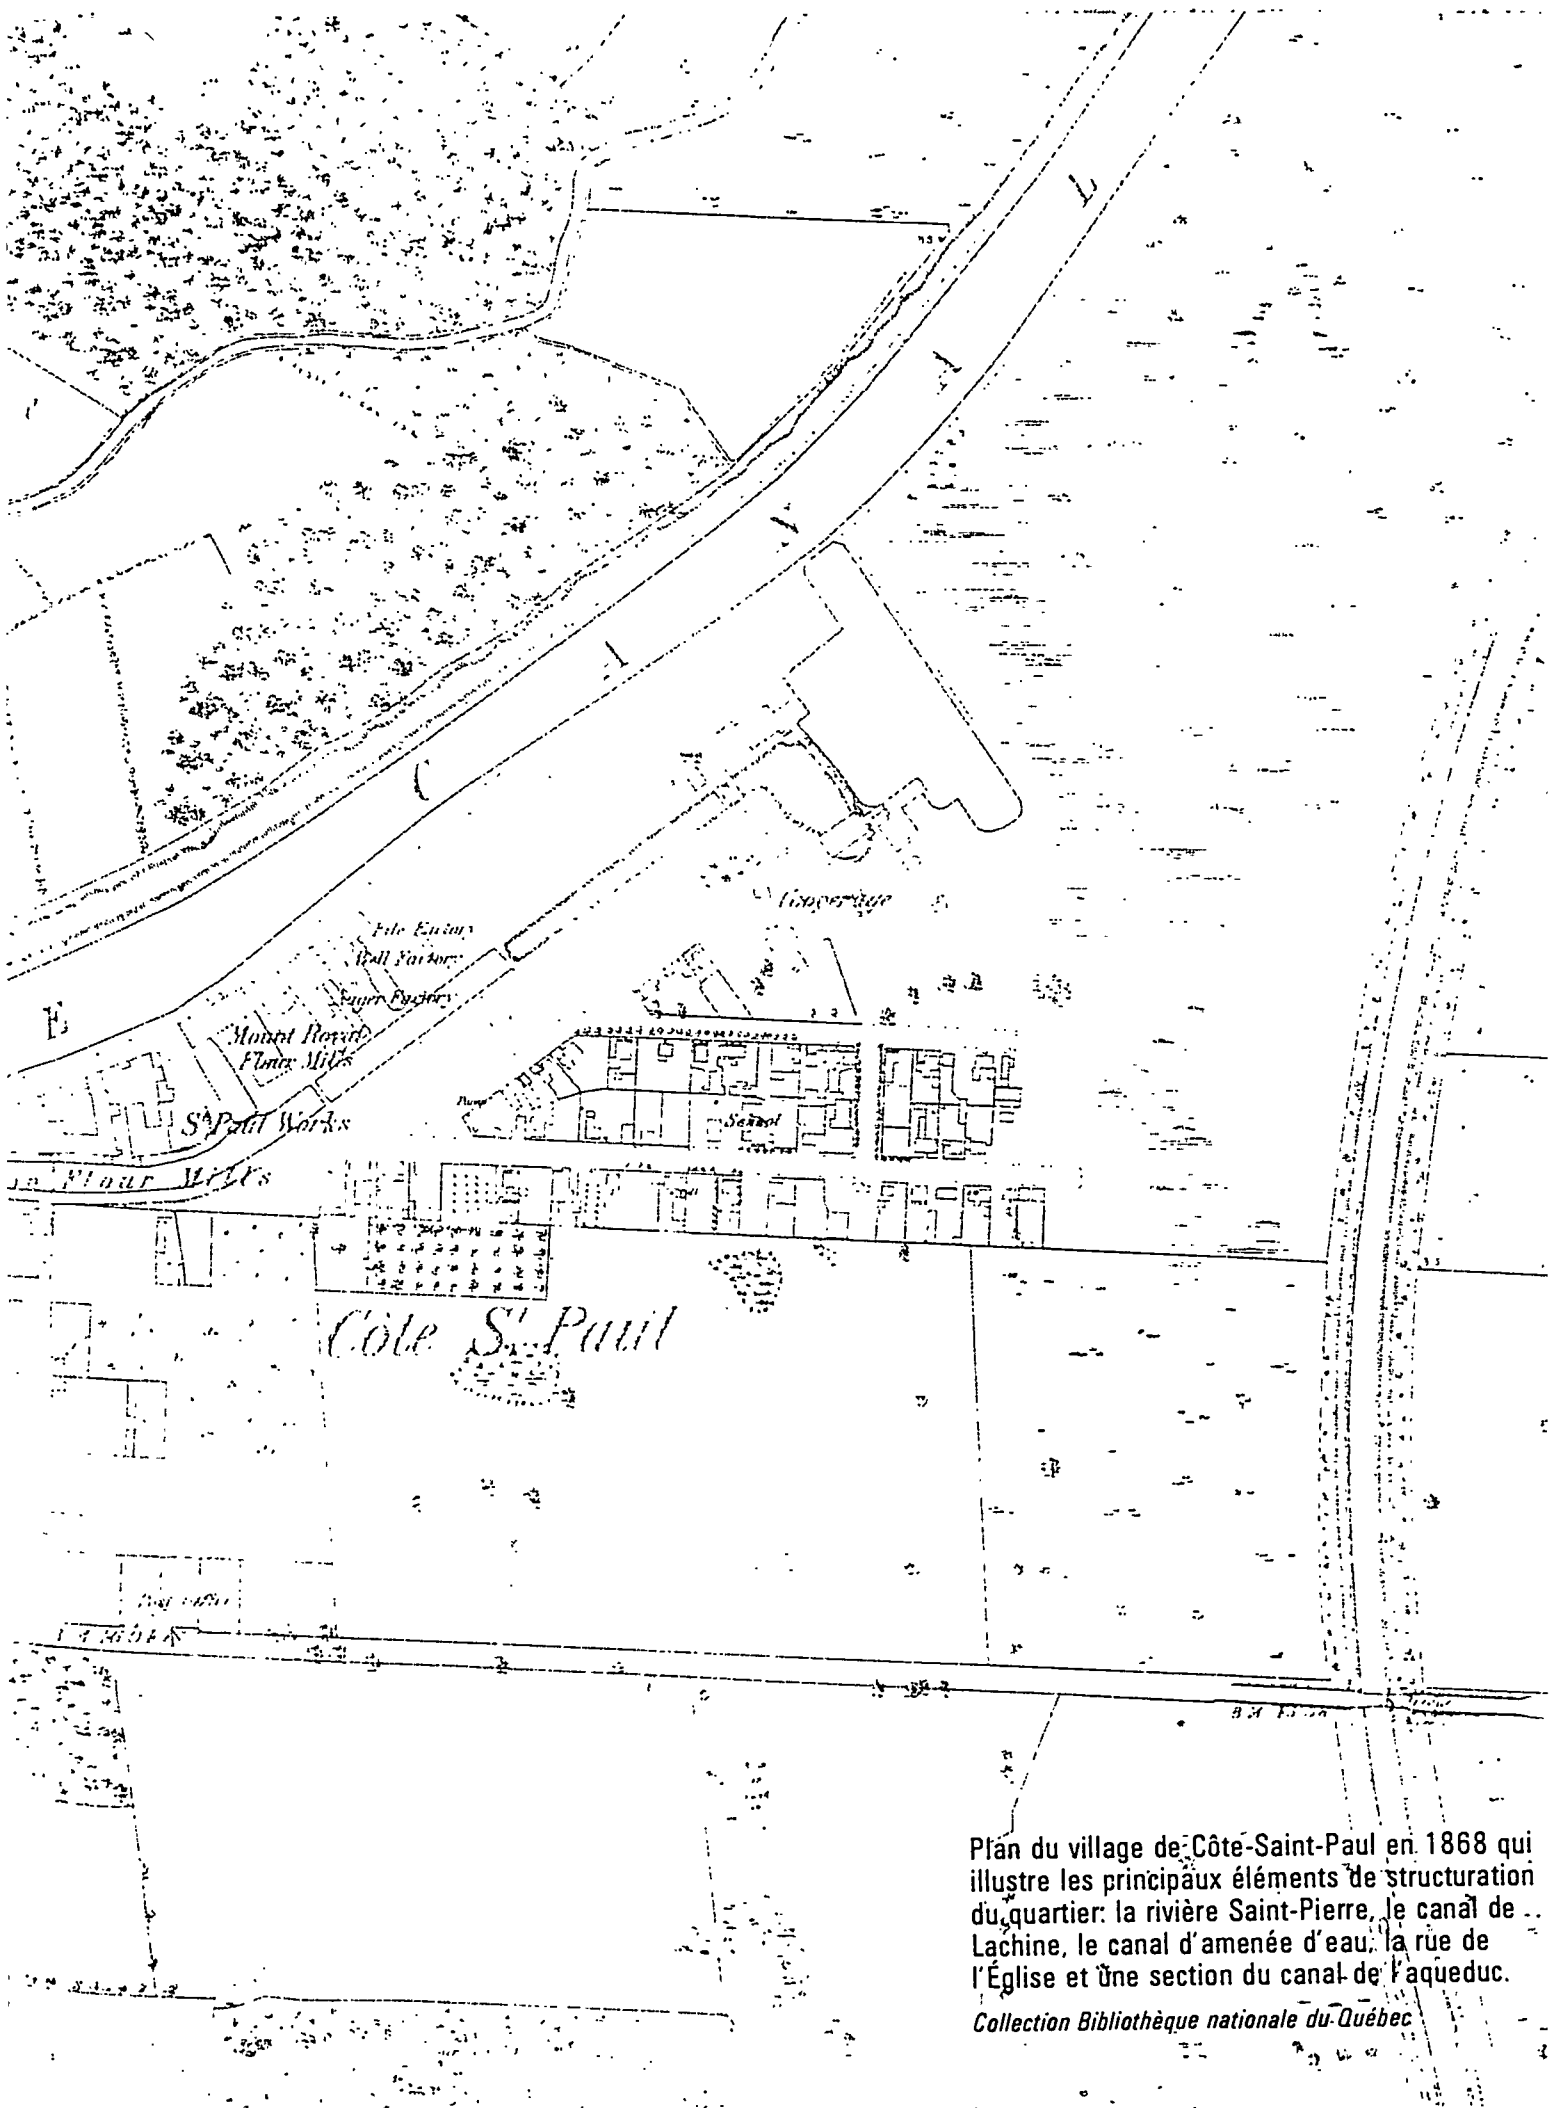 L
A
N
A
C
E
Cooperage
File Factory
Factory
Factory
Mount Royal
Flour Mills
St Paul Works
Flour Mills
School
Côte St Paul
Plan du village de Côte-Saint-Paul en 1868 qui
illustre les principaux éléments de structuration
du quartier: la rivière Saint-Pierre, le canal de
Lachine, le canal d'amenée d'eau, la rue de
l'Église et une section du canal de l'aqueduc.
Collection Bibliothèque nationale du Québec